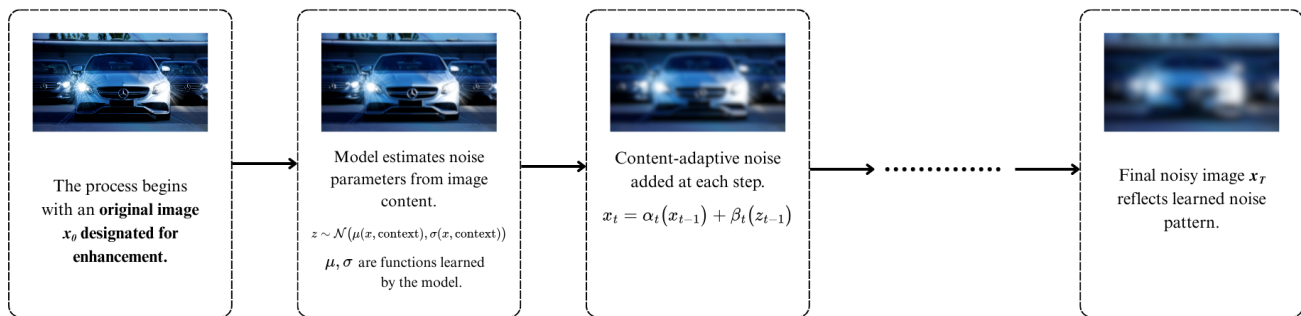 The process begins
with an original image
x₀ designated for
enhancement.
Model estimates noise
parameters from image
content.
z ∼ 𝒩(μ(x, context), σ(x, context))
μ, σ are functions learned
by the model.
Content-adaptive noise
added at each step.
xₜ = αₜ(xₜ₋₁) + βₜ(zₜ₋₁)
Final noisy image x_T
reflects learned noise
pattern.